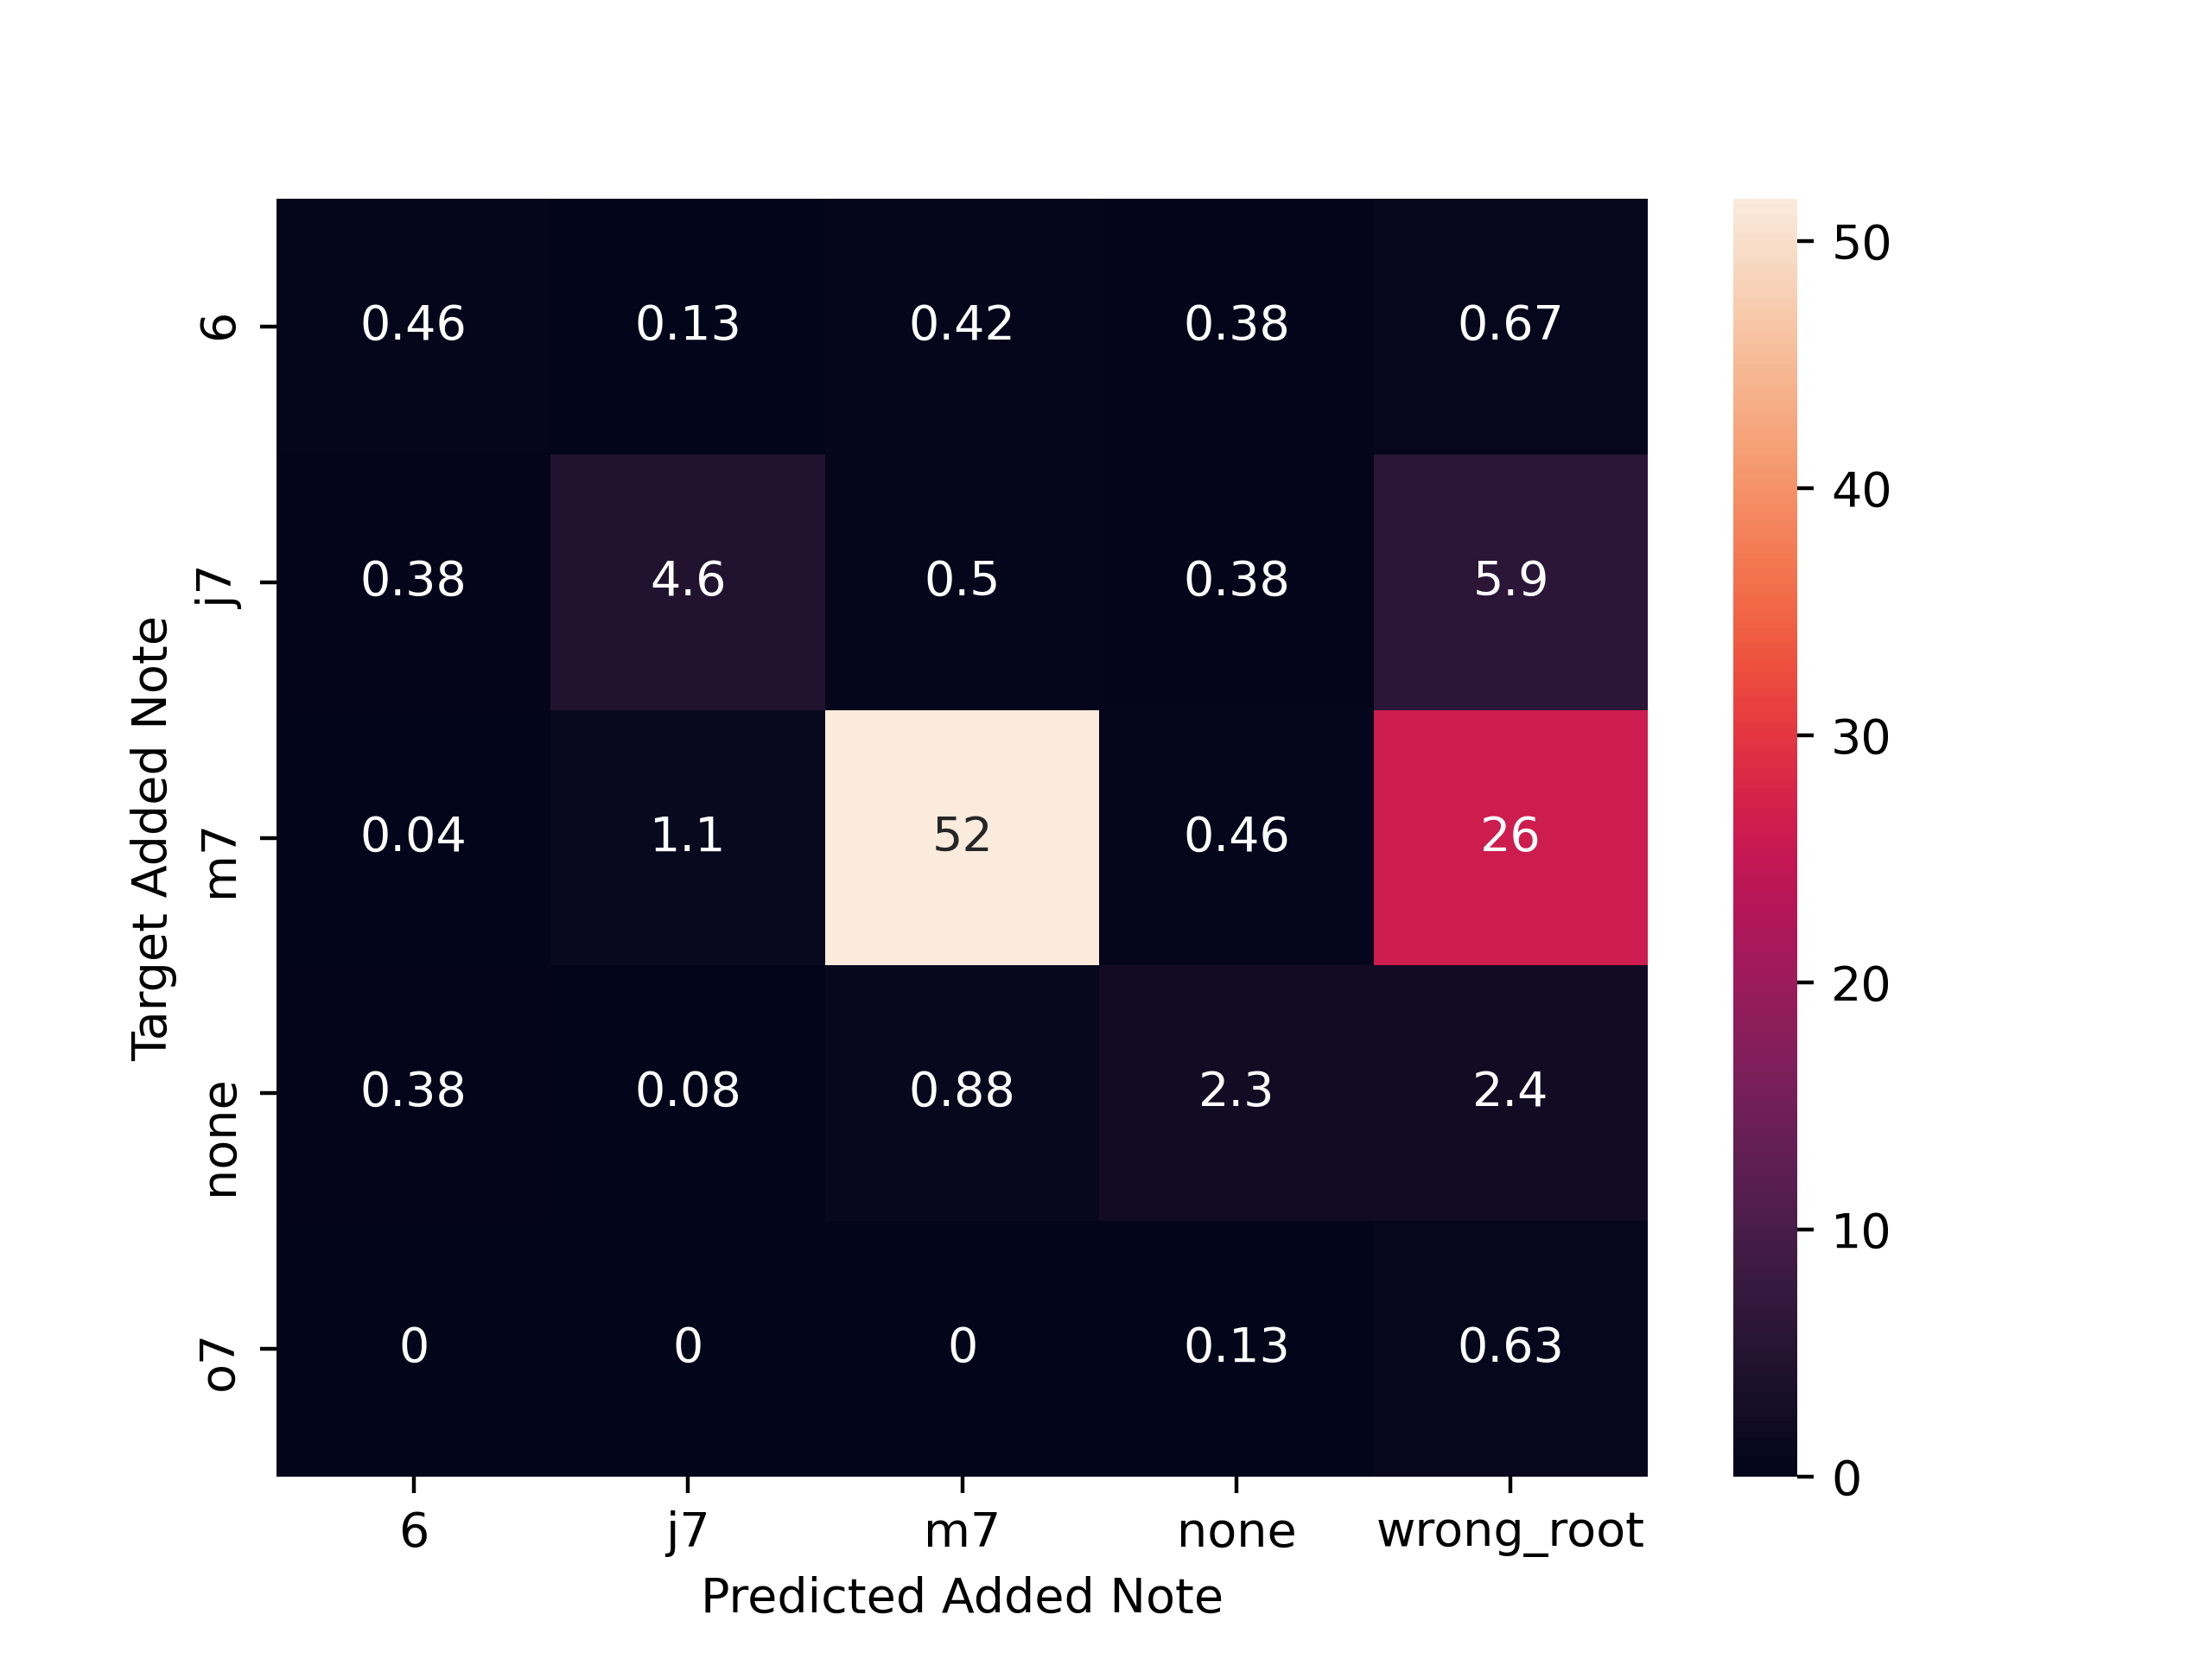 Target Added Note
6 0.46 0.13 0.42 0.38 0.67
j7 0.38 4.6 0.5 0.38 5.9
m7 0.04 1.1 52 0.46 26
none 0.38 0.08 0.88 2.3 2.4
o7 0 0 0 0.13 0.63
6 j7 m7 none wrong_root
Predicted Added Note
50
40
30
20
10
0